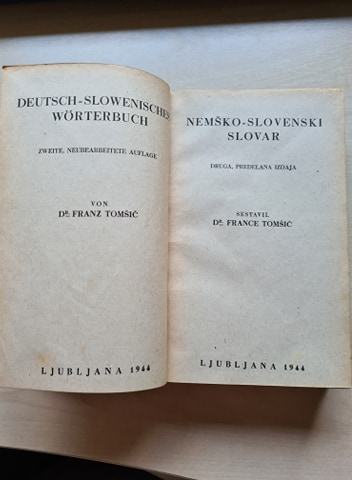 DEUTSCH-SLOWENISCHES
WÖRTERBUCH
ZWEITE, NEUBEARBEITETE AUFLAGE
VON
DR. FRANZ TOMŠIČ
LJUBLJANA 1944
NEMŠKO-SLOVENSKI
SLOVAR
DRUGA, PREDELANA IZDAJA
SESTAVIL
DR. FRANCE TOMŠIČ
LJUBLJANA 1944